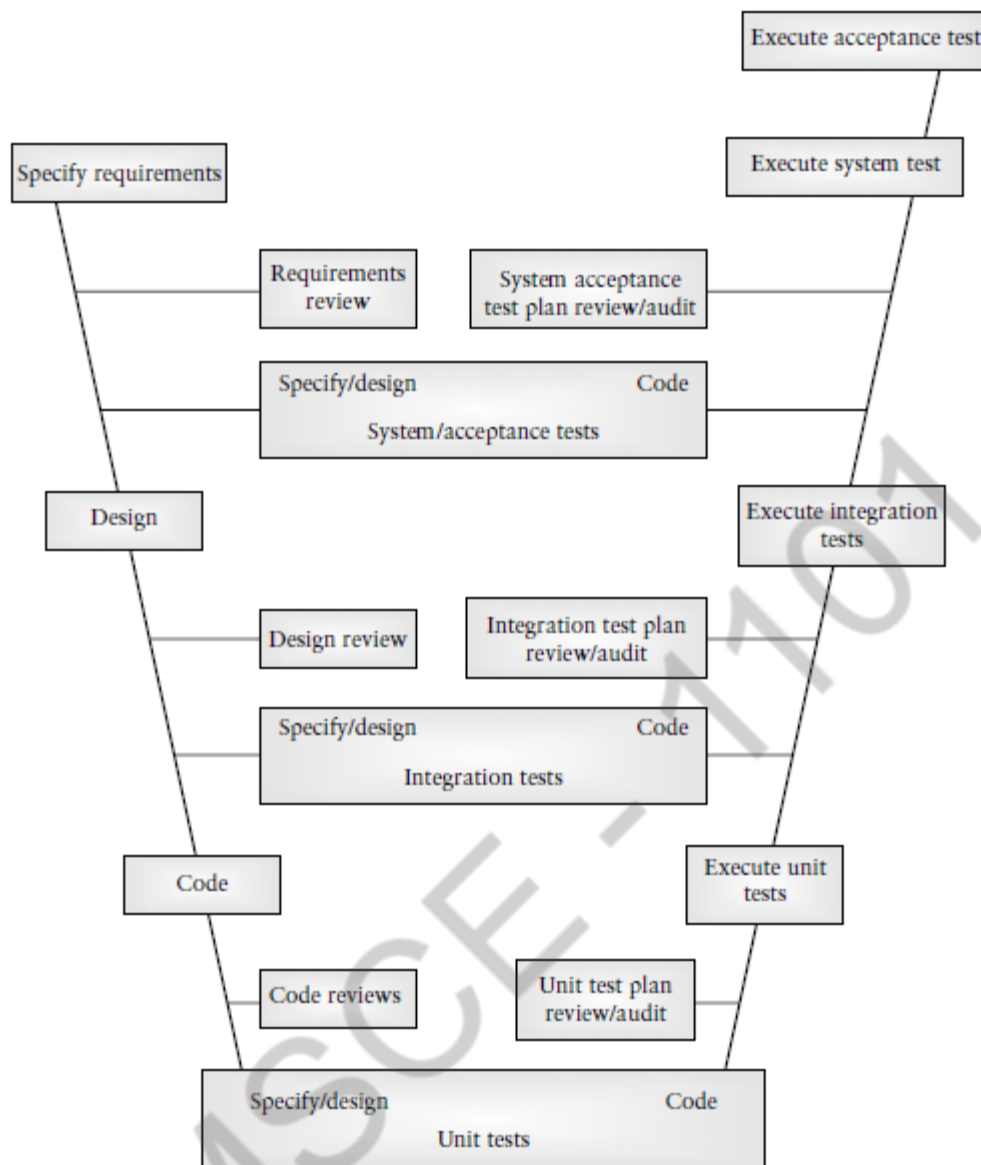 Execute acceptance test
Execute system test
Specify requirements
Requirements
review
System acceptance
test plan review/audit
Specify/design Code
System/acceptance tests
Design
Execute integration
tests
Design review
Integration test plan
review/audit
Specify/design Code
Integration tests
Code
Execute unit
tests
Code reviews
Unit test plan
review/audit
Specify/design Code
Unit tests
MSCE - 1101